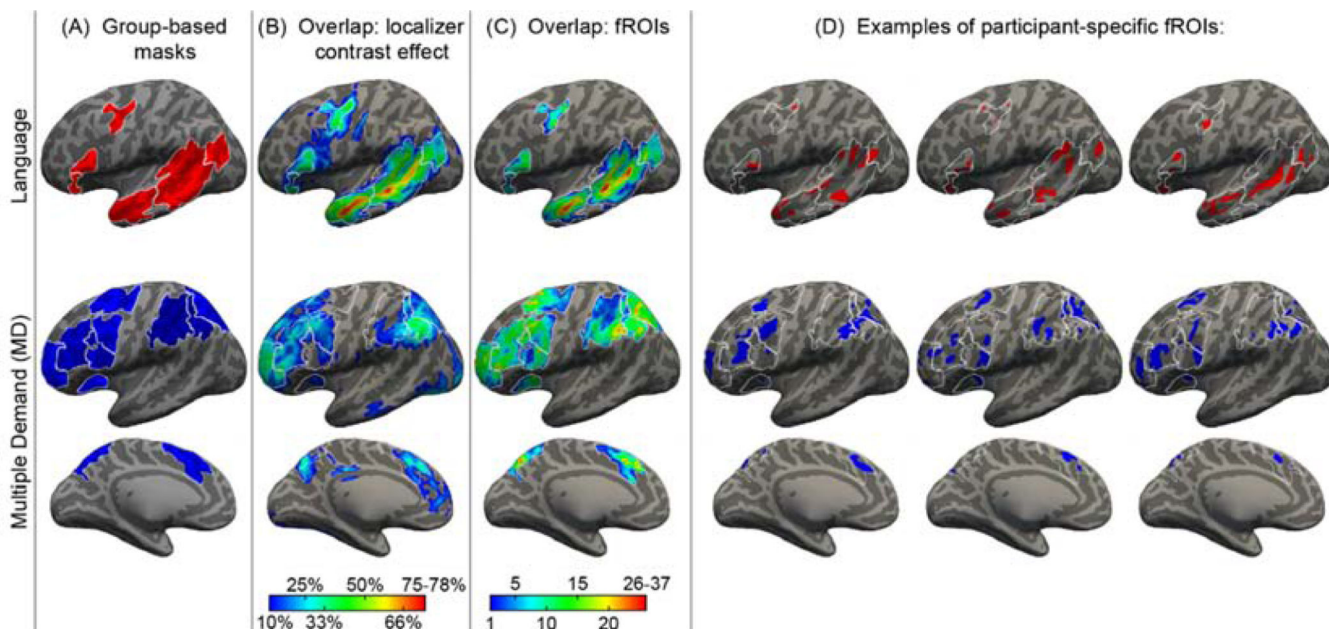 (A) Group-based
masks
(B) Overlap: localizer
contrast effect
(C) Overlap: fROIs
(D) Examples of participant-specific fROIs:
Language
Multiple Demand (MD)
25% 50% 75-78%
10% 33% 66%
5 15 26-37
1 10 20